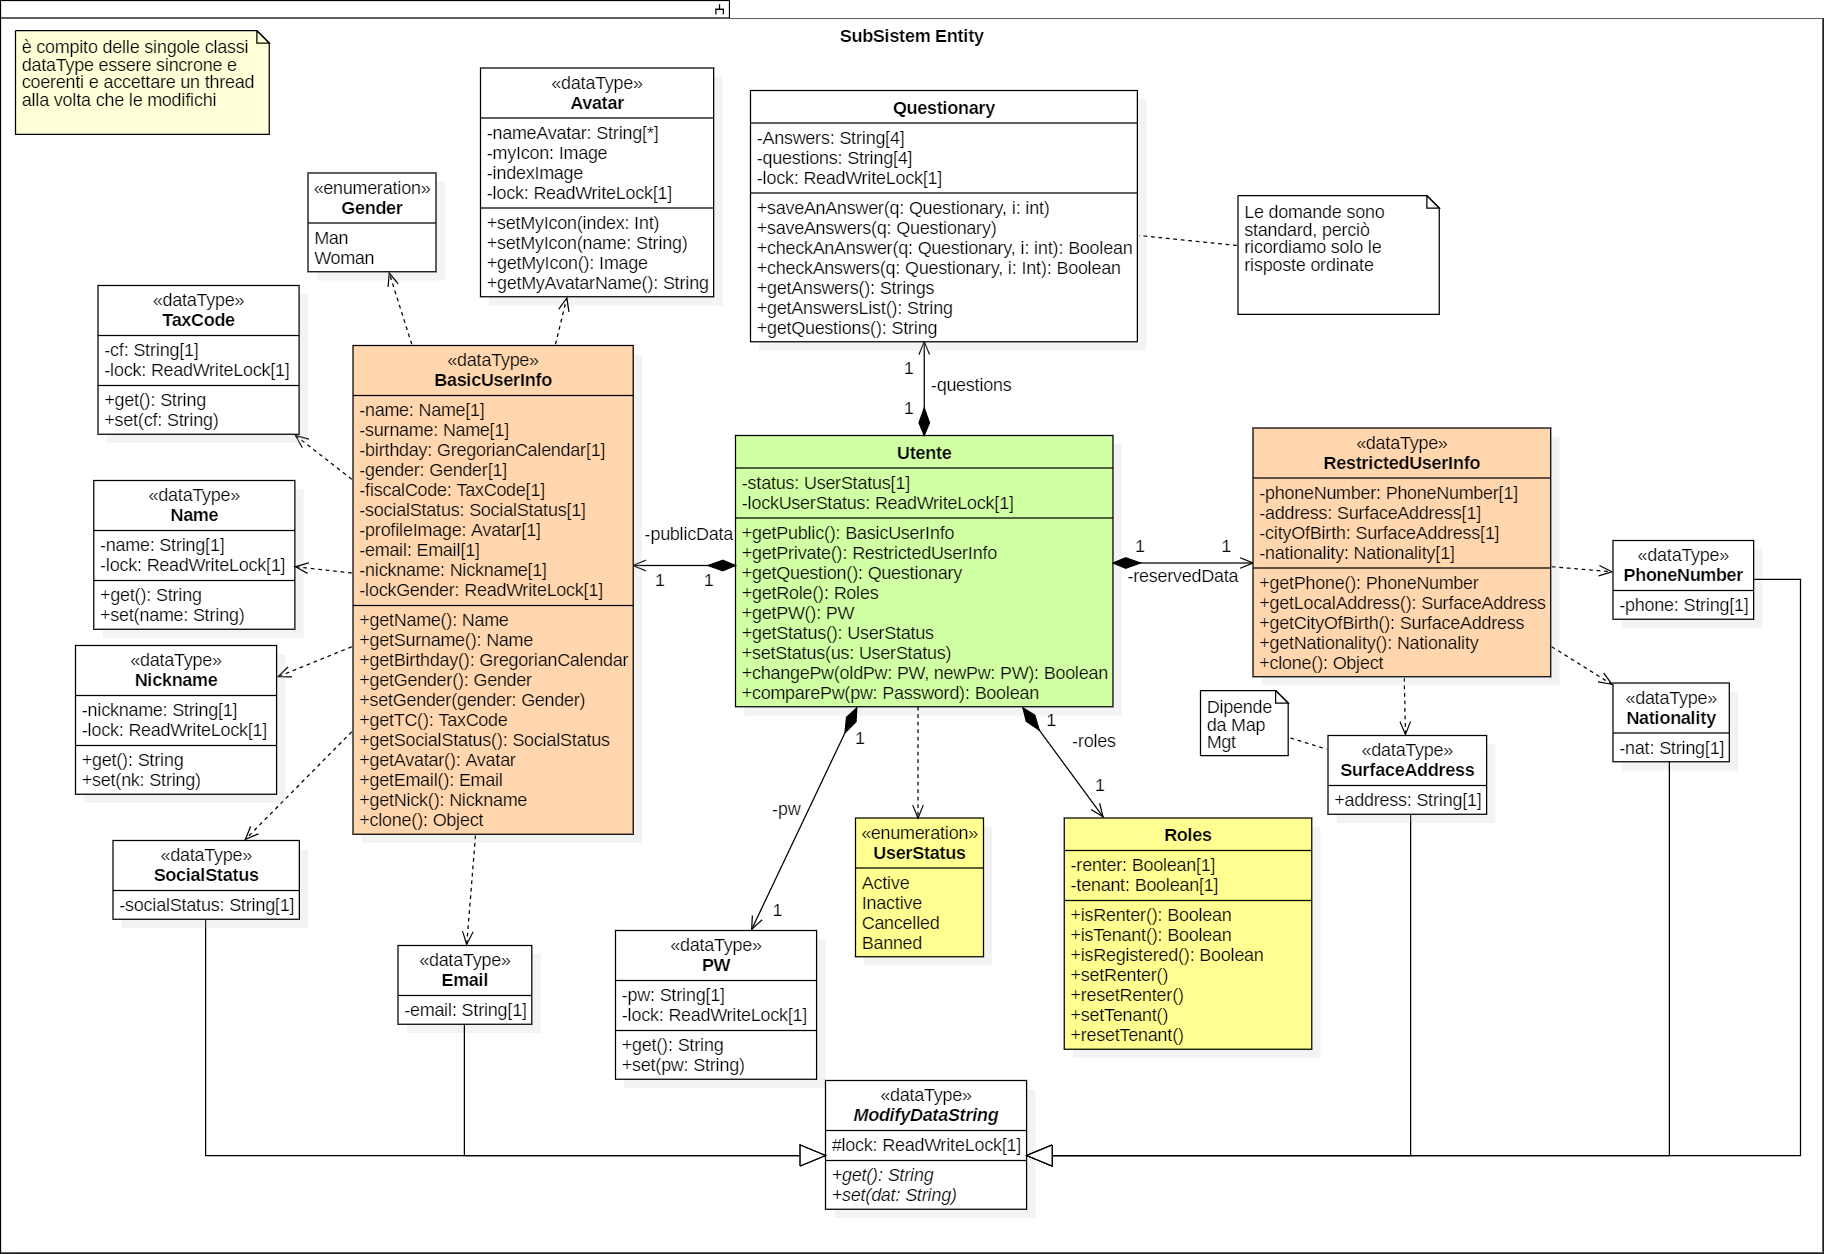 SubSistem Entity
è compito delle singole classi
dataType essere sincrone e
coerenti e accettare un thread
alla volta che le modifichi
«dataType»
Avatar
-nameAvatar: String[*]
-myIcon: Image
-indexImage
-lock: ReadWriteLock[1]
+setMyIcon(index: Int)
+setMyIcon(name: String)
+getMyIcon(): Image
+getMyAvatarName(): String
Questionary
-Answers: String[4]
-questions: String[4]
-lock: ReadWriteLock[1]
+saveAnAnswer(q: Questionary, i: int)
+saveAnswers(q: Questionary)
+checkAnAnswer(q: Questionary, i: int): Boolean
+checkAnswers(q: Questionary, i: Int): Boolean
+getAnswers(): Strings
+getAnswersList(): String
+getQuestions(): String
Le domande sono
standard, perciò
ricordiamo solo le
risposte ordinate
«enumeration»
Gender
Man
Woman
«dataType»
TaxCode
-cf: String[1]
-lock: ReadWriteLock[1]
+get(): String
+set(cf: String)
«dataType»
Name
-name: String[1]
-lock: ReadWriteLock[1]
+get(): String
+set(name: String)
«dataType»
Nickname
-nickname: String[1]
-lock: ReadWriteLock[1]
+get(): String
+set(nk: String)
«dataType»
SocialStatus
-socialStatus: String[1]
«dataType»
BasicUserInfo
-name: Name[1]
-surname: Name[1]
-birthday: GregorianCalendar[1]
-gender: Gender[1]
-fiscalCode: TaxCode[1]
-socialStatus: SocialStatus[1]
-profileImage: Avatar[1]
-email: Email[1]
-nickname: Nickname[1]
-lockGender: ReadWriteLock[1]
+getName(): Name
+getSurname(): Name
+getBirthday(): GregorianCalendar
+getGender(): Gender
+setGender(gender: Gender)
+getTC(): TaxCode
+getSocialStatus(): SocialStatus
+getAvatar(): Avatar
+getEmail(): Email
+getNick(): Nickname
+clone(): Object
«dataType»
Email
-email: String[1]
1
-questions
1
-publicData
1
1
Utente
-status: UserStatus[1]
-lockUserStatus: ReadWriteLock[1]
+getPublic(): BasicUserInfo
+getPrivate(): RestrictedUserInfo
+getQuestion(): Questionary
+getRole(): Roles
+getPW(): PW
+getStatus(): UserStatus
+setStatus(us: UserStatus)
+changePw(oldPw: PW, newPw: PW): Boolean
+comparePw(pw: Password): Boolean
1
1
-reservedData
«dataType»
RestrictedUserInfo
-phoneNumber: PhoneNumber[1]
-address: SurfaceAddress[1]
-cityOfBirth: SurfaceAddress[1]
-nationality: Nationality[1]
+getPhone(): PhoneNumber
+getLocalAddress(): SurfaceAddress
+getCityOfBirth(): SurfaceAddress
+getNationality(): Nationality
+clone(): Object
«dataType»
PhoneNumber
-phone: String[1]
«dataType»
Nationality
-nat: String[1]
Dipende
da Map
Mgt
«dataType»
SurfaceAddress
+address: String[1]
1
-pw
1
1
-roles
1
«enumeration»
UserStatus
Active
Inactive
Cancelled
Banned
Roles
-renter: Boolean[1]
-tenant: Boolean[1]
+isRenter(): Boolean
+isTenant(): Boolean
+isRegistered(): Boolean
+setRenter()
+resetRenter()
+setTenant()
+resetTenant()
«dataType»
PW
-pw: String[1]
-lock: ReadWriteLock[1]
+get(): String
+set(pw: String)
«dataType»
ModifyDataString
#lock: ReadWriteLock[1]
+get(): String
+set(dat: String)